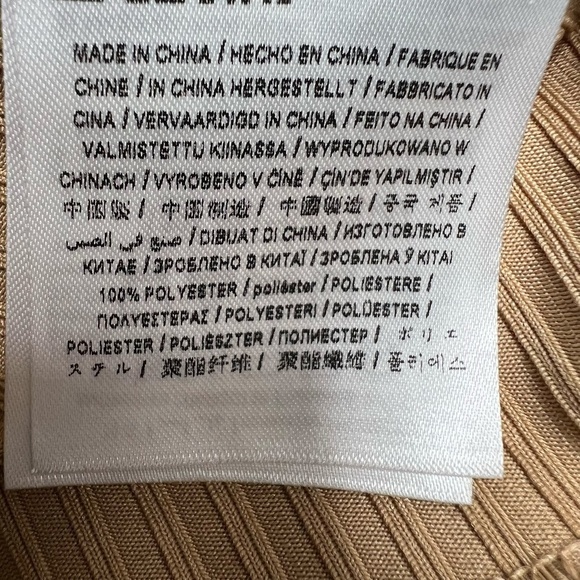 MADE IN CHINA / HECHO EN CHINA / FABRIQUE EN
CHINE / IN CHINA HERGESTELLT / FABBRICATO IN
CINA / VERVAARDIGD IN CHINA / FEITO NA CHINA /
VALMISTETTU KIINASSA / WYPRODUKOWANO W
CHINACH / VYROBENO V ČÍNĚ / ÇİN'DE YAPILMIŞTIR /
中國製 / 中國制造 / 中國製造 / 중국 제품 /
صنع في الصين / DIBUAT DI CHINA / ИЗГОТОВЛЕНО В
КИТАЕ / ЗРОБЛЕНО В КИТАЇ / ЗРОБЛЕНА Ў КІТАІ
100% POLYESTER / poliéster / POLIESTERE /
ΠΟΛΥΕΣΤΕΡΑΣ / POLYESTERI / POLÜESTER /
POLIESTER / POLIÉSZTER / ПОЛИЕСТЕР / ポリエ
ステル / 聚酯纤维 / 聚酯纖維 / 폴리에스